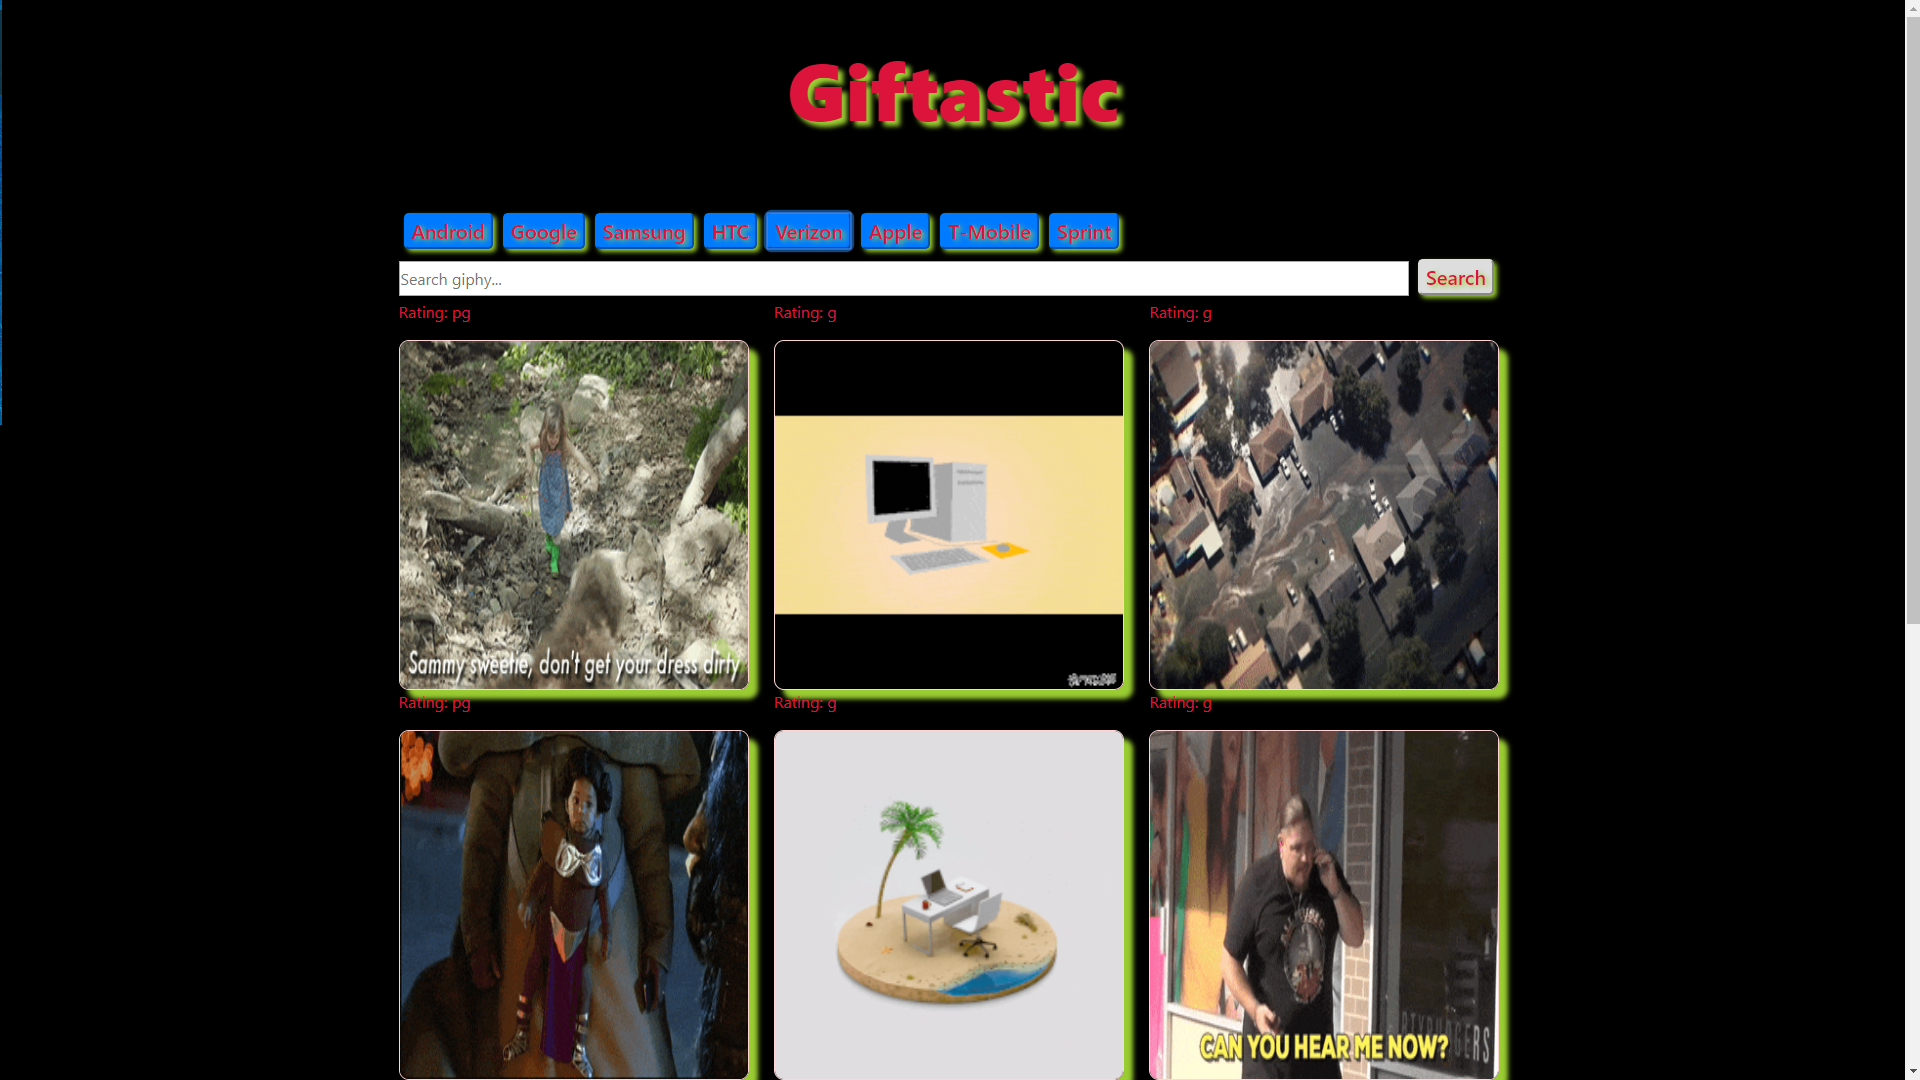 Giftastic
Android Google Samsung HTC Verizon Apple T-Mobile Sprint
Search giphy... Search
Rating: pg Rating: g Rating: g
Sammy sweetie, don't get your dress dirty
Rating: pg Rating: g Rating: g
CAN YOU HEAR ME NOW?